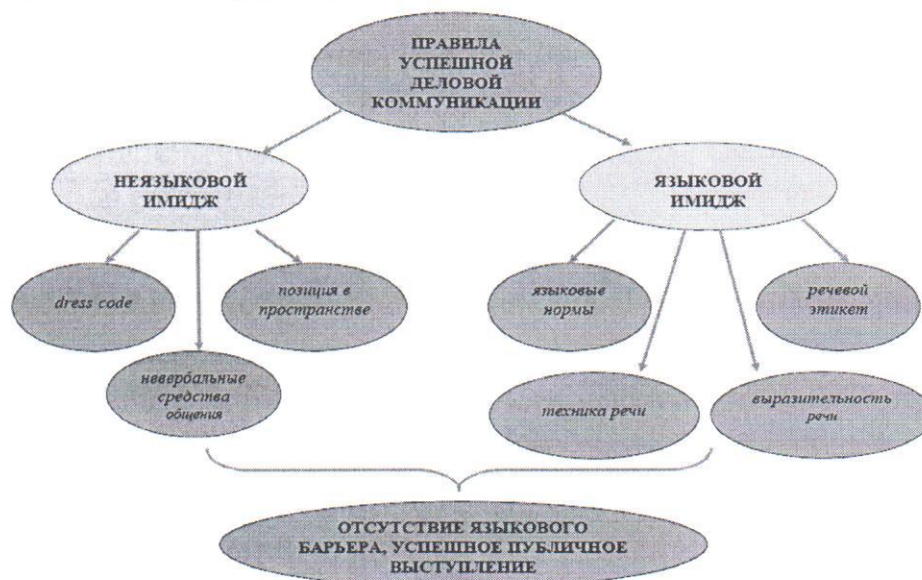 ПРАВИЛА
УСПЕШНОЙ
ДЕЛОВОЙ
КОММУНИКАЦИИ
НЕЯЗЫКОВОЙ
ИМИДЖ
ЯЗЫКОВОЙ
ИМИДЖ
dress code
позиция в
пространстве
языковые
нормы
речевой
этикет
невербальные
средства
общения
техника речи
выразительность
речи
ОТСУТСТВИЕ ЯЗЫКОВОГО
БАРЬЕРА, УСПЕШНОЕ ПУБЛИЧНОЕ
ВЫСТУПЛЕНИЕ